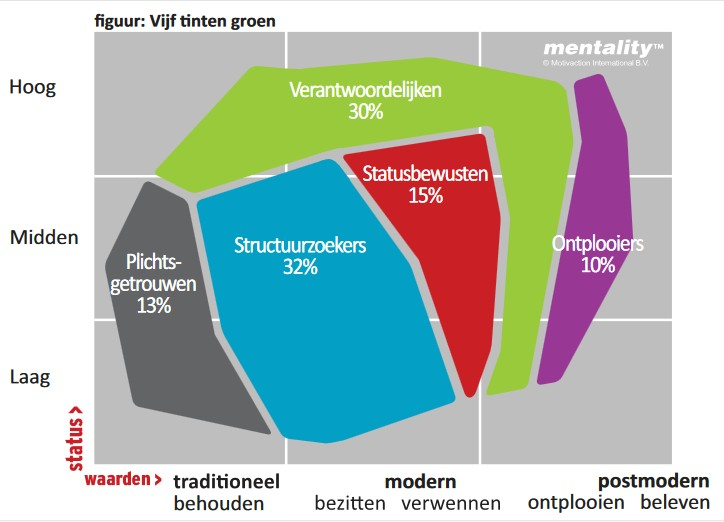 figuur: Vijf tinten groen
mentality™
© Motivaction International B.V.
Hoog
Verantwoordelijken
30%
Statusbewusten
15%
Midden
Structuurzoekers
32%
Ontplooiers
10%
Plichts-
getrouwen
13%
Laag
status >
waarden > traditioneel modern postmodern
behouden bezitten verwennen ontplooien beleven